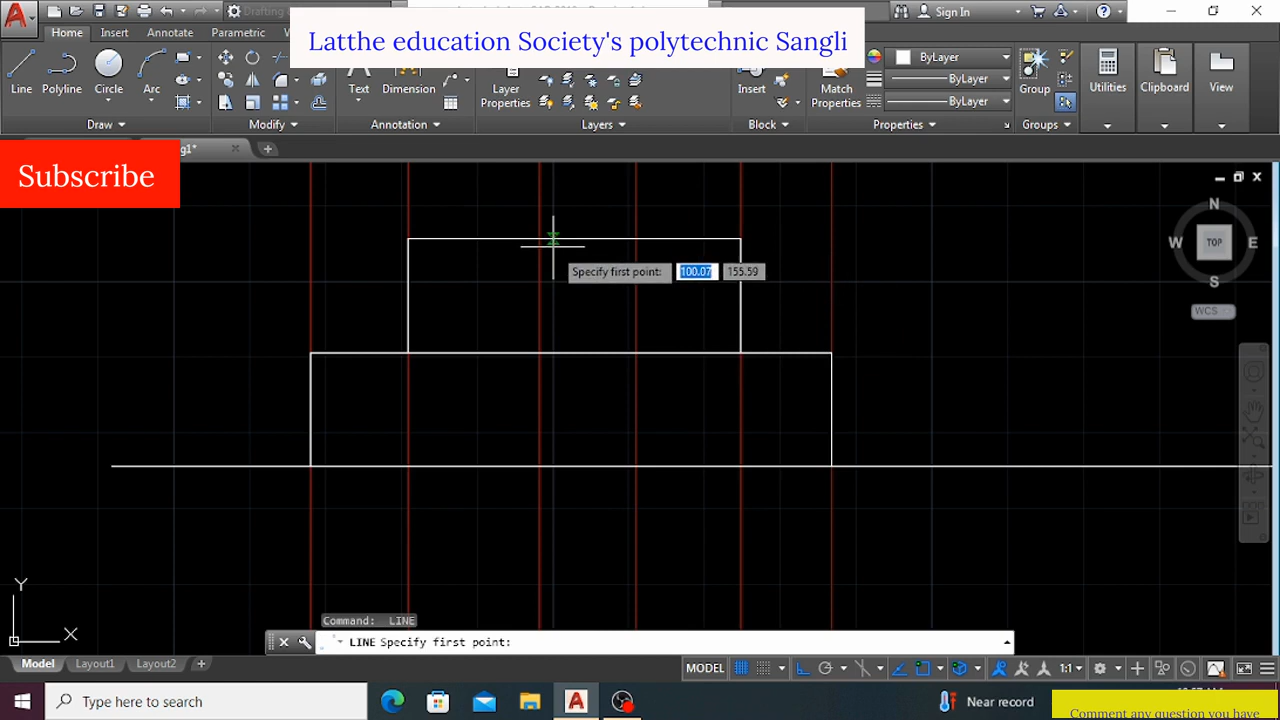 Drafting
Sign In
Latthe education Society's polytechnic Sangli
Home
Insert
Annotate
Parametric
Line
Polyline
Circle
Arc
Text
Dimension
Layer
Properties
Insert
Match
Properties
ByLayer
ByLayer
ByLayer
Group
Utilities
Clipboard
View
Draw
Modify
Annotation
Layers
Block
Properties
Groups
g1*
Subscribe
N
W
TOP
E
S
WCS
Specify first point:
100.07
155.59
Y
X
Command: LINE
LINE Specify first point:
Model
Layout1
Layout2
MODEL
1:1
Type here to search
Near record
Comment any question you have